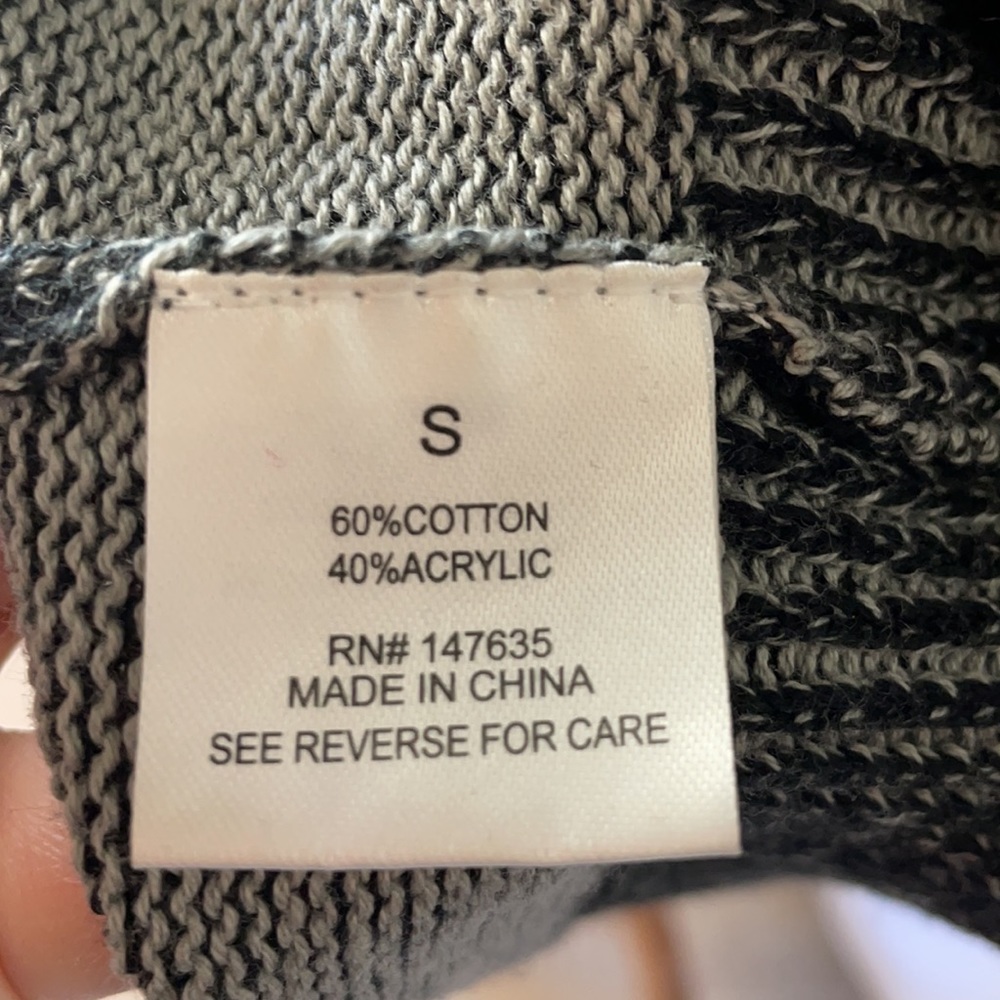 S
60%COTTON
40%ACRYLIC
RN# 147635
MADE IN CHINA
SEE REVERSE FOR CARE